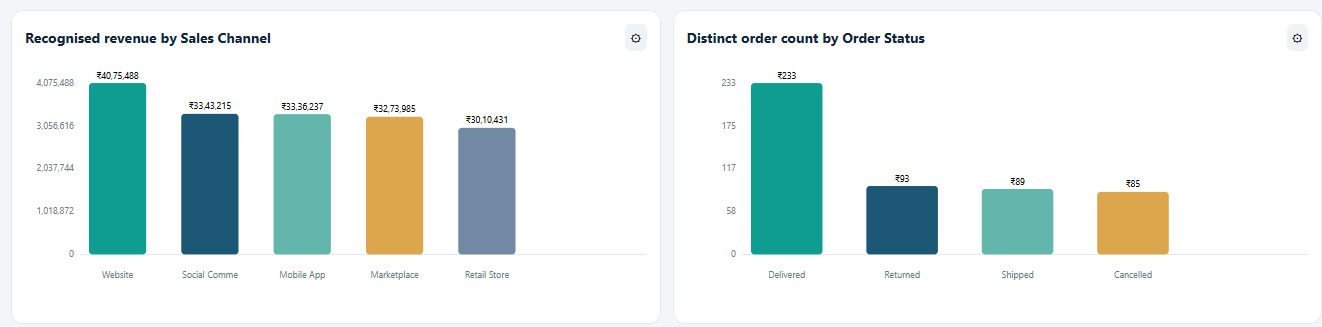 Recognised revenue by Sales Channel
₹40,75,488
4,075,488
₹33,43,215
₹33,36,237
₹32,73,985
₹30,10,431
3,056,616
2,037,744
1,018,872
0
Website
Social Comme
Mobile App
Marketplace
Retail Store
Distinct order count by Order Status
₹233
233
175
117
₹93
₹89
₹85
58
0
Delivered
Returned
Shipped
Cancelled